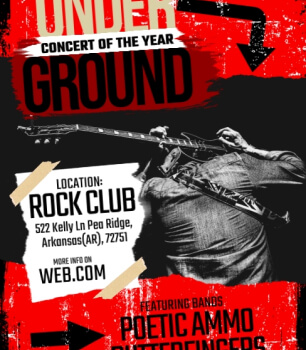 UNDER
CONCERT OF THE YEAR
GROUND
LOCATION:
ROCK CLUB
522 Kelly Ln Pea Ridge,
Arkansas(AR), 72751
MORE INFO ON
WEB.COM
FEATURING BANDS
POETIC AMMO
BUTTERFINGERS